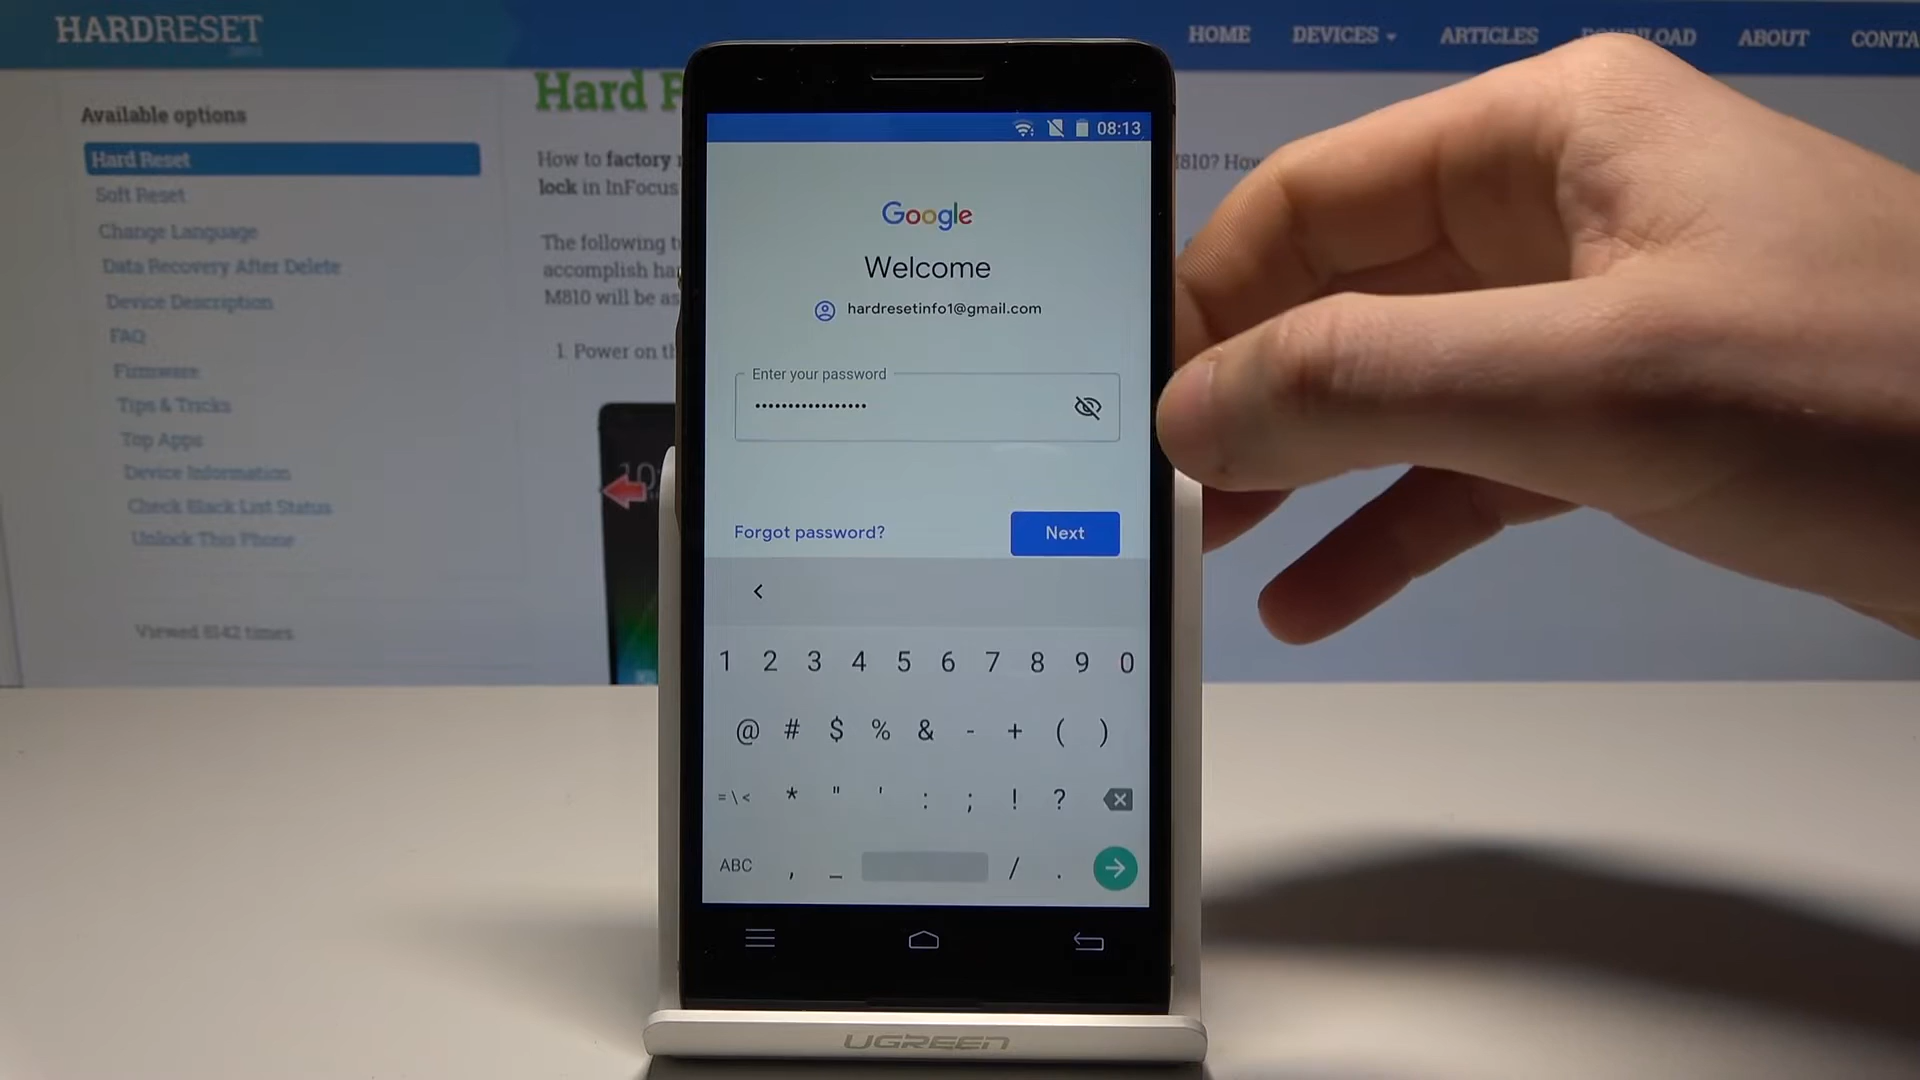 HARDRESET
HOME DEVICES ARTICLES DOWNLOAD ABOUT
Available options
Hard Reset
Soft Reset
Change Language
Data Recovery After Delete
Device Description
FAQ
Firmware
Tips & Tricks
Top Apps
Device Information
Check Black List Status
Unlock This Phone
Viewed 8142 times
Hard
How to factory
lock in InFocus
The following
accomplish
M810 will be
1. Power on
M810? How
08:13
Google
Welcome
hardresetinfo1@gmail.com
Enter your password
•••••••••••••••••
Forgot password?
Next
1 2 3 4 5 6 7 8 9 0
@ # $ % & - + ( )
= \ < * " ' : ; ! ?
ABC , _ / .
UGREEN